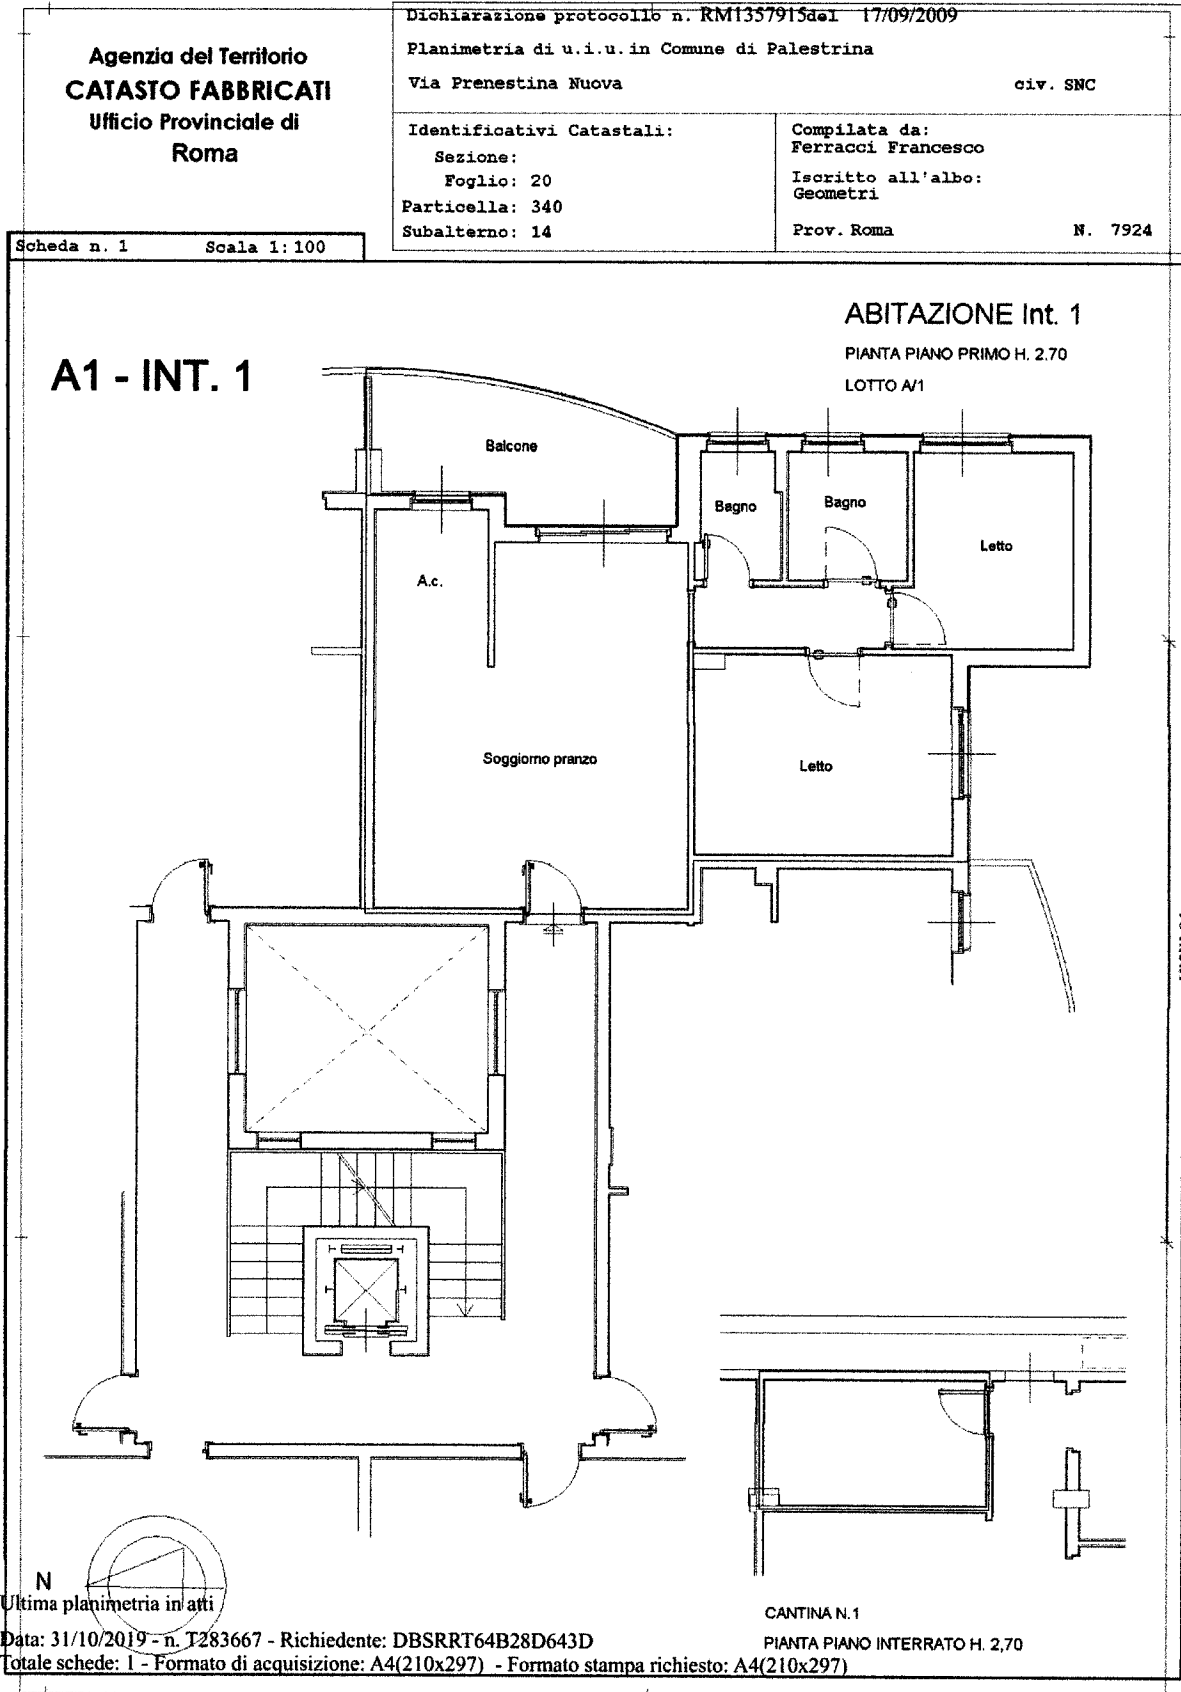 Agenzia del Territorio
CATASTO FABBRICATI
Ufficio Provinciale di
Roma
Dichiarazione protocollo n. RM1357915del 17/09/2009
Planimetria di u.i.u. in Comune di Palestrina
Via Prenestina Nuova civ. SNC
Identificativi Catastali:
Sezione:
Foglio: 20
Particella: 340
Subalterno: 14
Compilata da:
Ferracci Francesco
Iscritto all'albo:
Geometri
Prov. Roma N. 7924
Scheda n. 1 Scala 1:100
ABITAZIONE Int. 1
PIANTA PIANO PRIMO H. 2.70
LOTTO A/1
A1 - INT. 1
Balcone
Bagno
Bagno
Letto
A.c.
Soggiorno pranzo
Letto
N
CANTINA N.1
PIANTA PIANO INTERRATO H. 2,70
Ultima planimetria in atti
Data: 31/10/2019 - n. T283667 - Richiedente: DBSRRT64B28D643D
Totale schede: 1 - Formato di acquisizione: A4(210x297) - Formato stampa richiesto: A4(210x297)